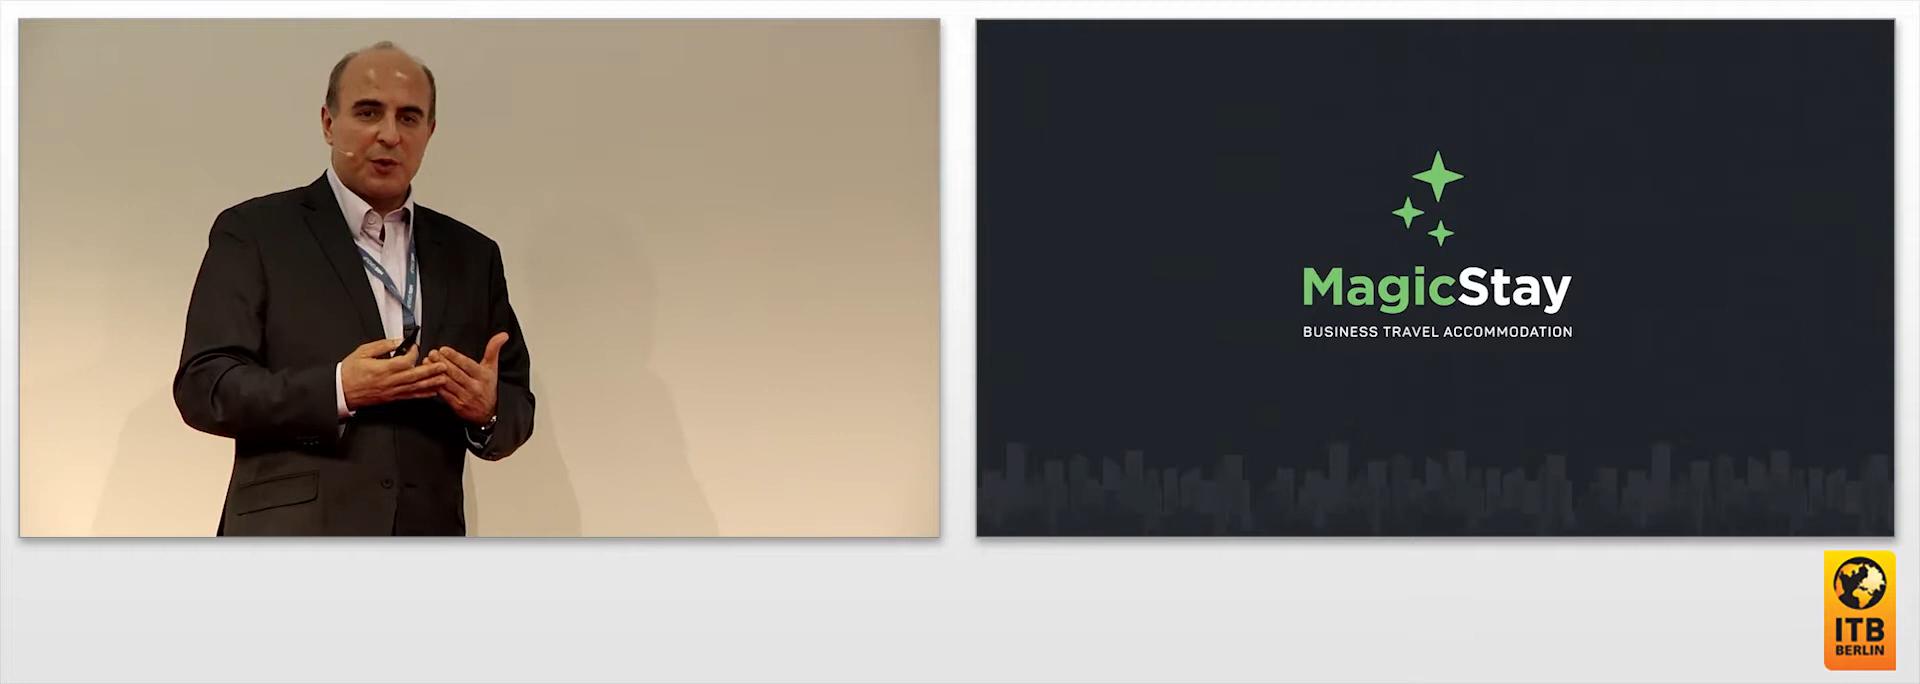 MagicStay
BUSINESS TRAVEL ACCOMMODATION
ITB
BERLIN